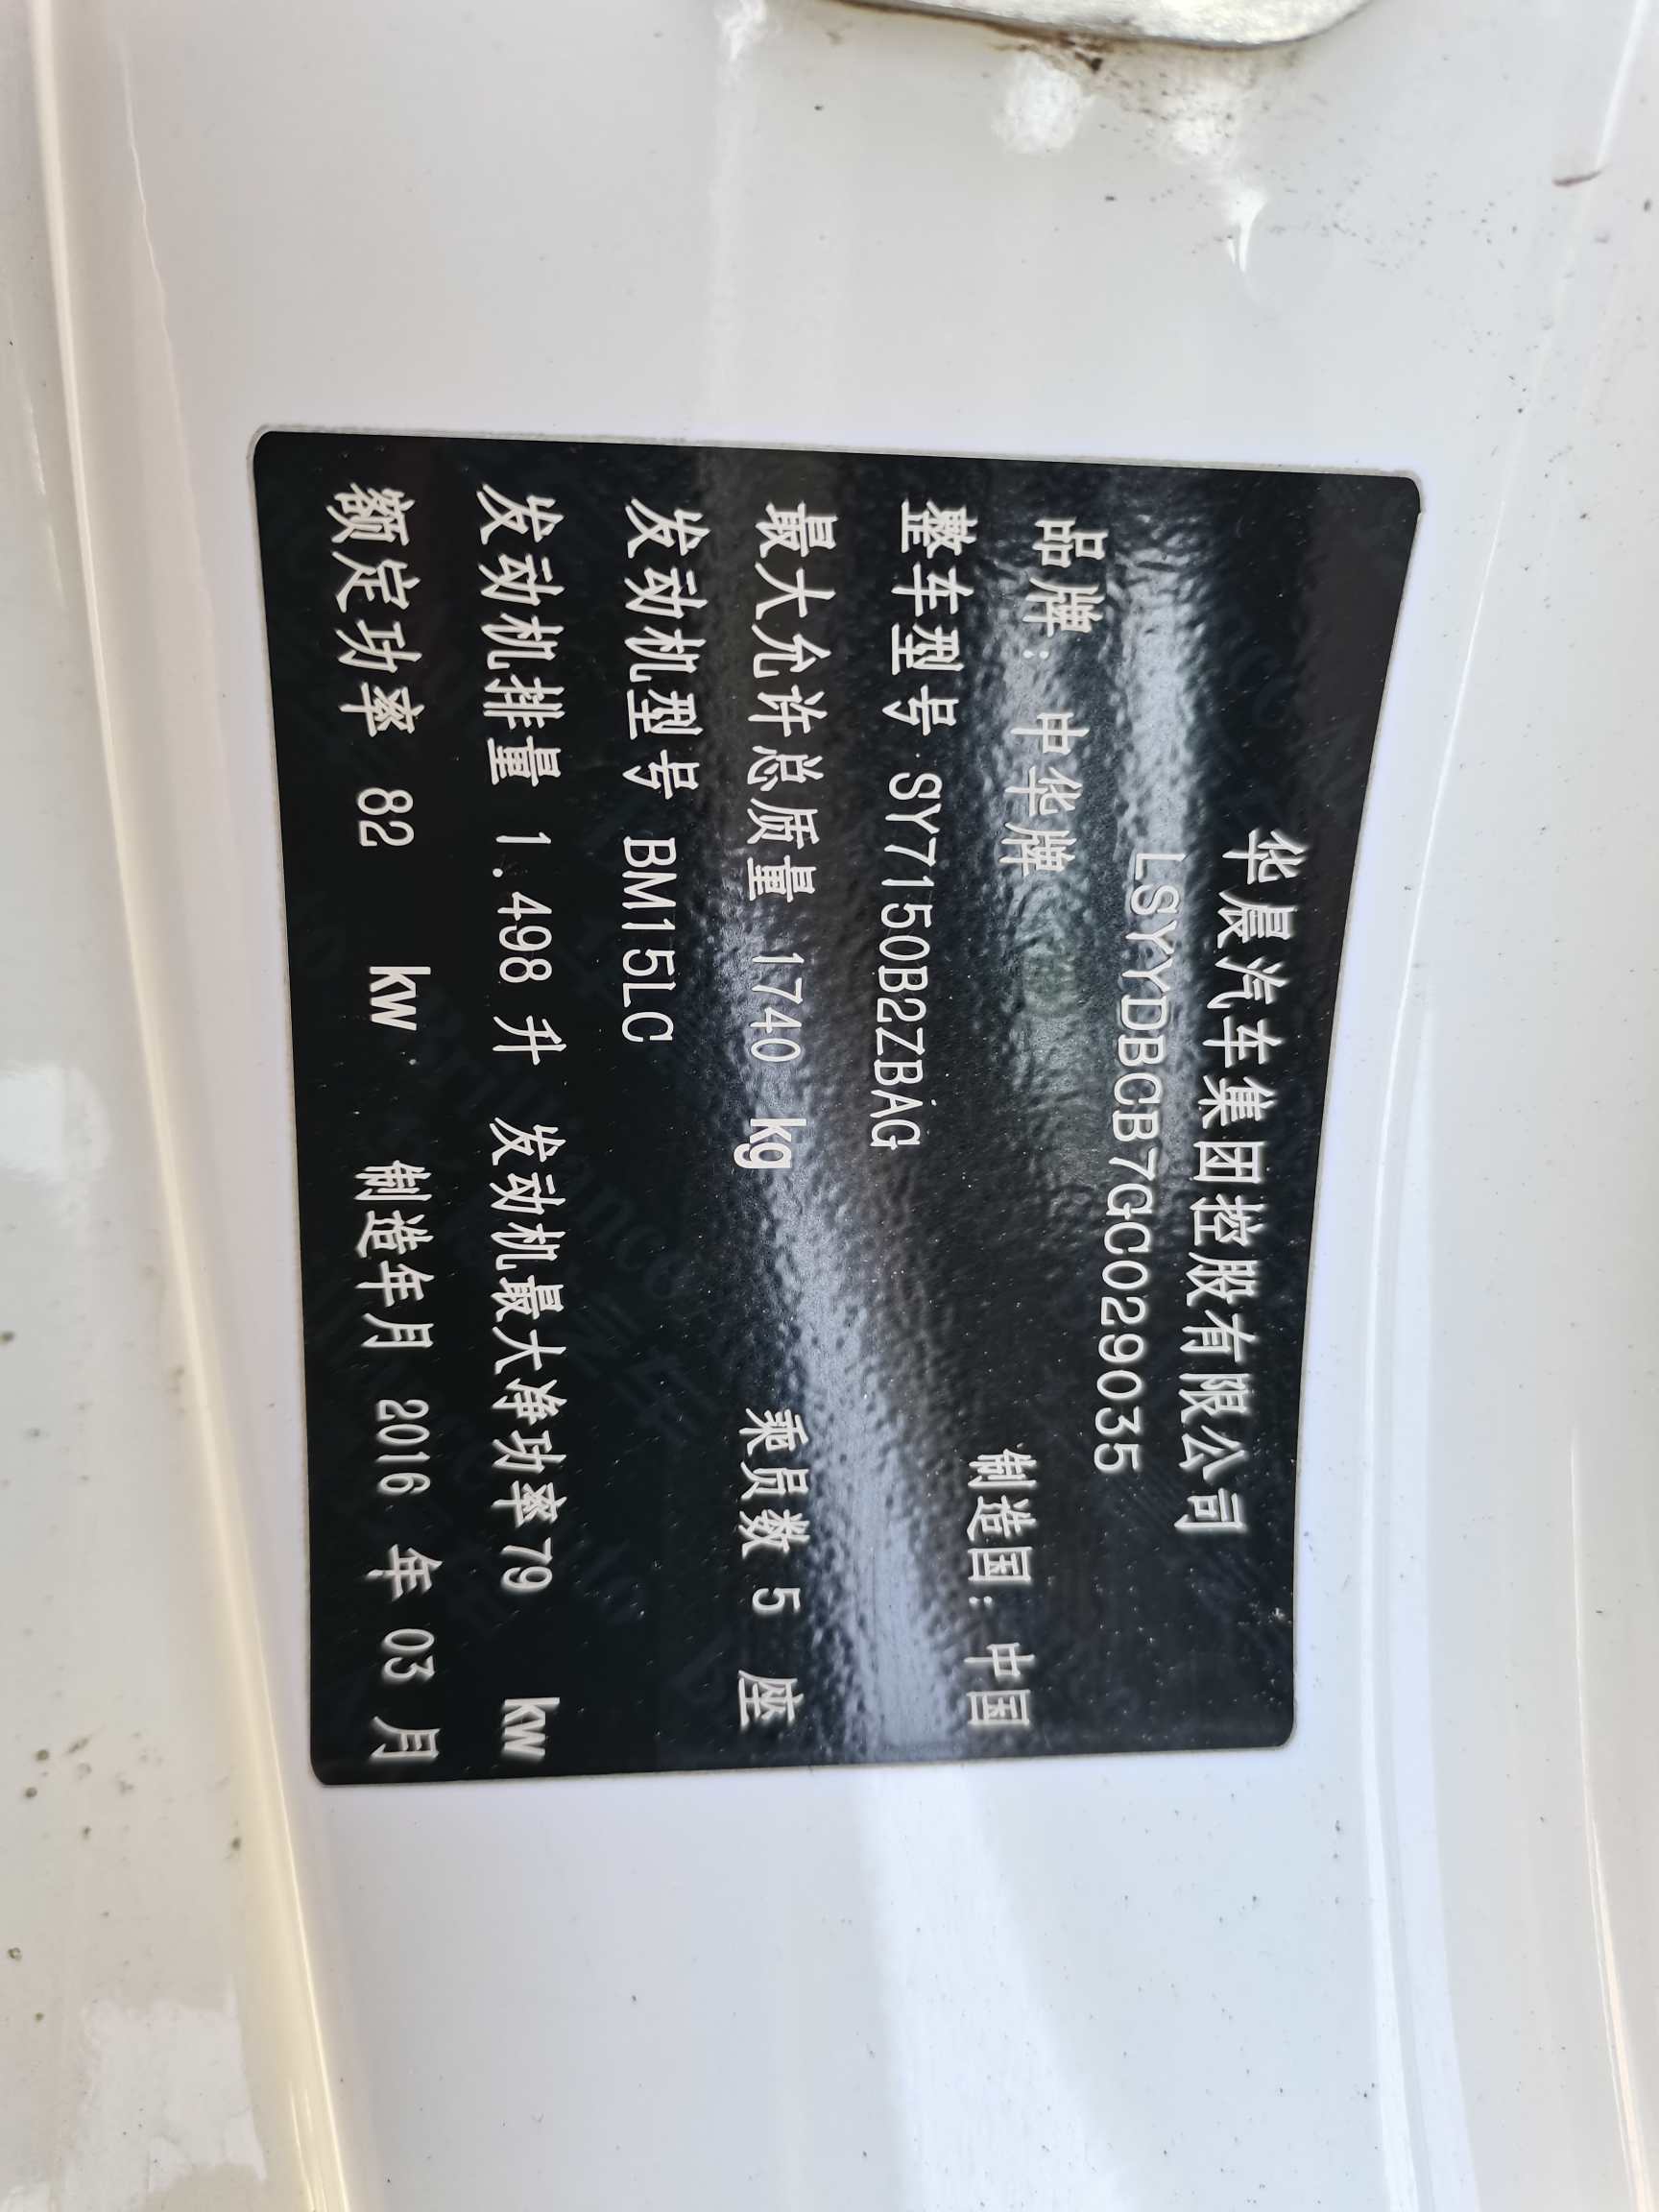 华晨汽车集团控股有限公司
LSYYDBCB7GC029035
品牌: 中华牌 制造国: 中国
整车型号 SY7150B2ZBAG
最大允许总质量 1740 kg 乘员数 5 座
发动机型号 BM15LC
发动机排量 1.498 升 发动机最大净功率 79 kW
额定功率 82 kW 制造年月 2016 年 03 月